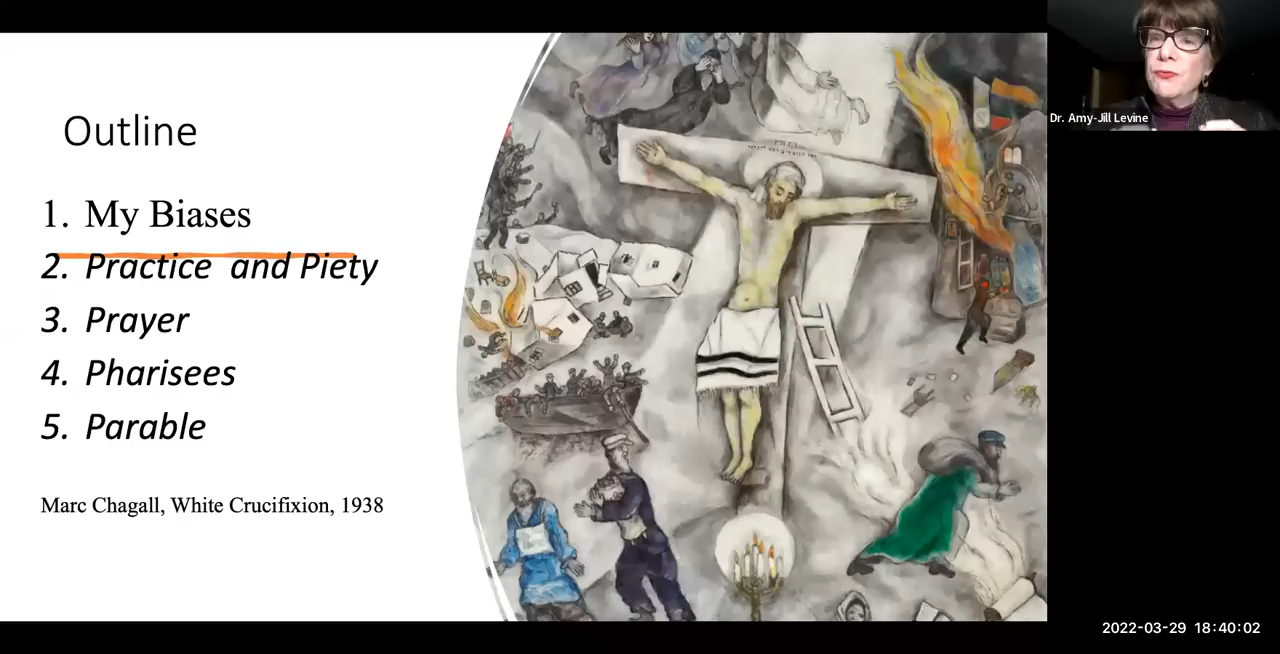 Outline
1. My Biases
2. Practice and Piety
3. Prayer
4. Pharisees
5. Parable
Marc Chagall, White Crucifixion, 1938
Dr. Amy-Jill Levine
2022-03-29 18:40:02